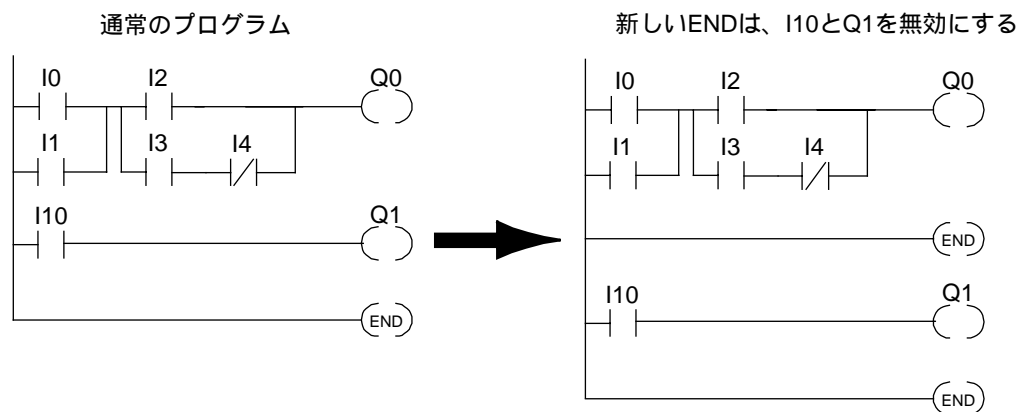 通常のプログラム
I0 I2 Q0
I1 I3 I4
I10 Q1
END
新しいENDは、I10とQ1を無効にする
I0 I2 Q0
I1 I3 I4
END
I10 Q1
END